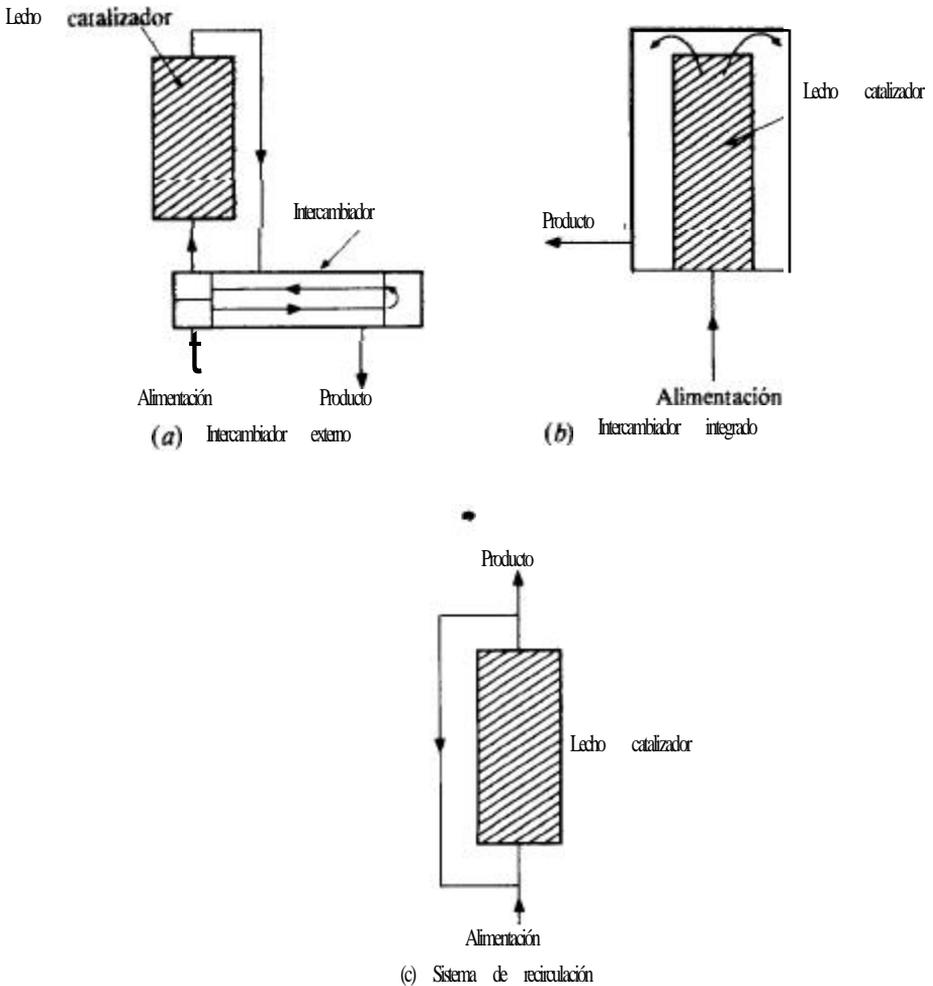 Lecho catalizador
Intercambiador
Alimentación
Producto
(a) Intercambiador externo
Lecho catalizador
Producto
Alimentación
(b) Intercambiador integrado
Producto
Lecho catalizador
Alimentación
(c) Sistema de recirculación